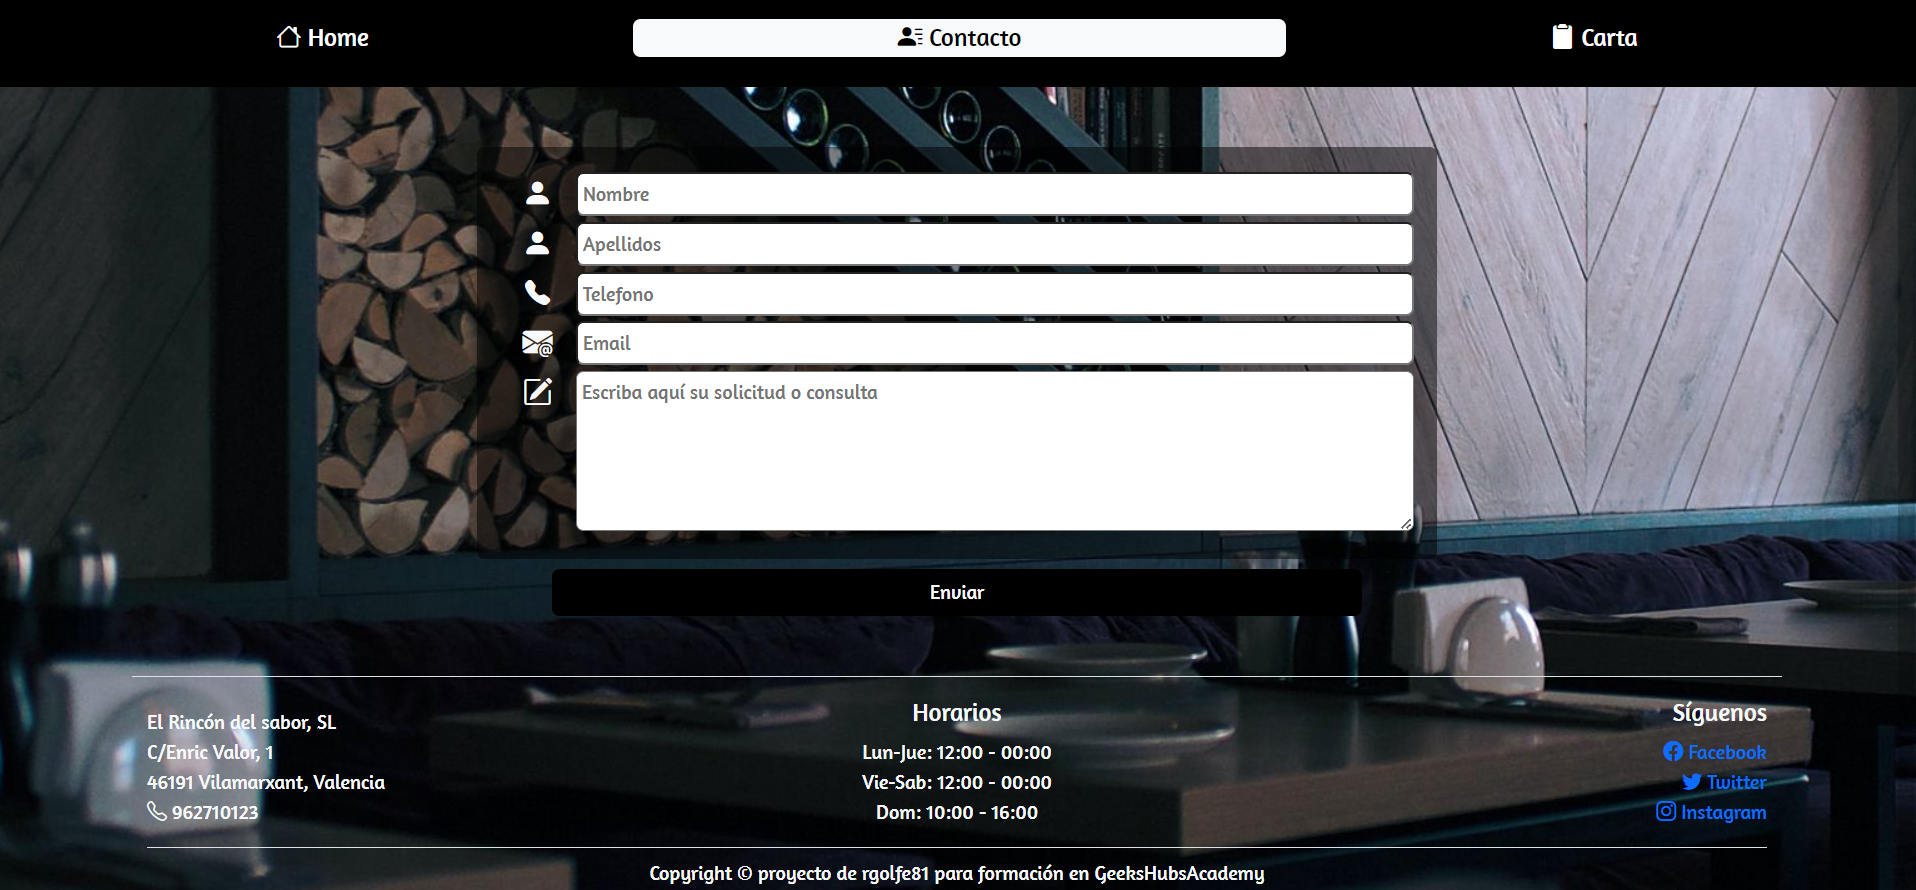 Home
Contacto
Carta
Nombre
Apellidos
Telefono
Email
Escriba aquí su solicitud o consulta
Enviar
El Rincón del sabor, SL
C/Enric Valor, 1
46191 Vilamarxant, Valencia
962710123
Horarios
Lun-Jue: 12:00 - 00:00
Vie-Sab: 12:00 - 00:00
Dom: 10:00 - 16:00
Síguenos
Facebook
Twitter
Instagram
Copyright © proyecto de rgolfe81 para formación en GeeksHubsAcademy